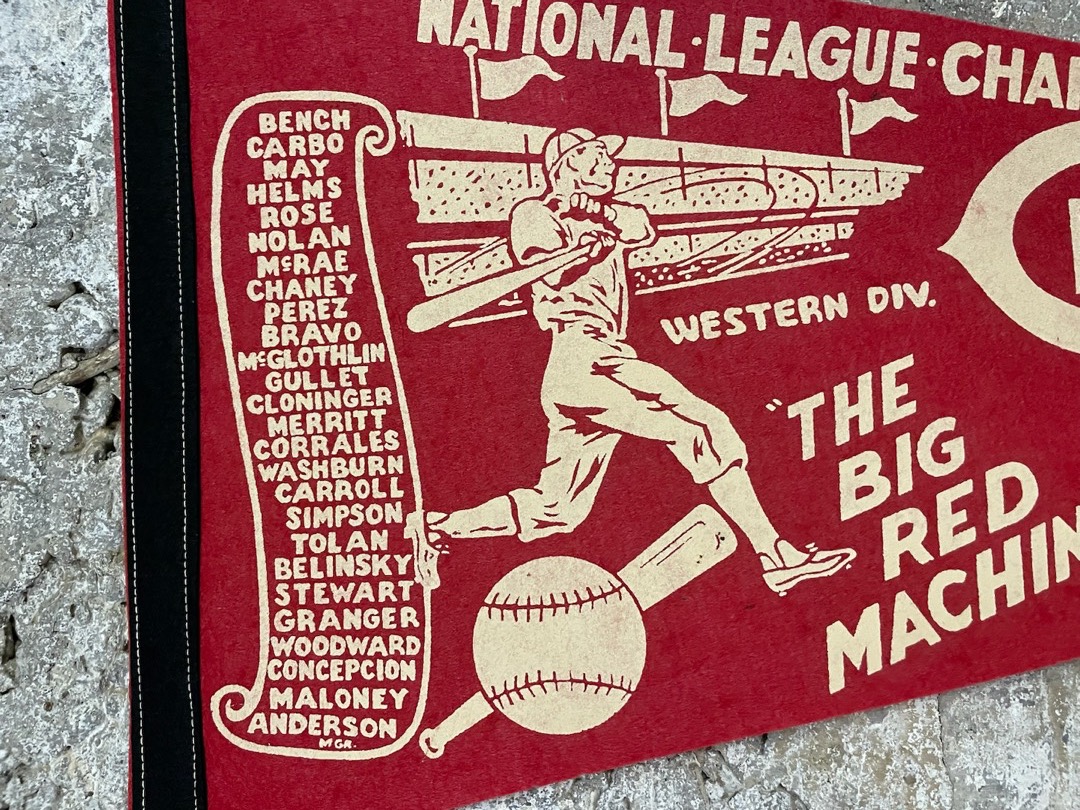 NATIONAL·LEAGUE·CHA
BENCH
CARBO
MAY
HELMS
ROSE
NOLAN
McRAE
CHANEY
PEREZ
BRAVO
McGLOTHLIN
GULLET
CLONINGER
MERRITT
CORRALES
WASHBURN
CARROLL
SIMPSON
TOLAN
BELINSKY
STEWART
GRANGER
WOODWARD
CONCEPCION
MALONEY
ANDERSON
MGR.
WESTERN DIV.
"THE
BIG
RED
MACHIN